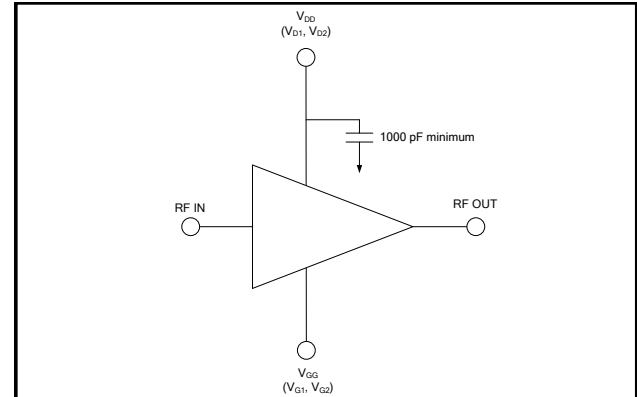 VDD
(VD1, VD2)
1000 pF minimum
RF IN
RF OUT
VGG
(VG1, VG2)